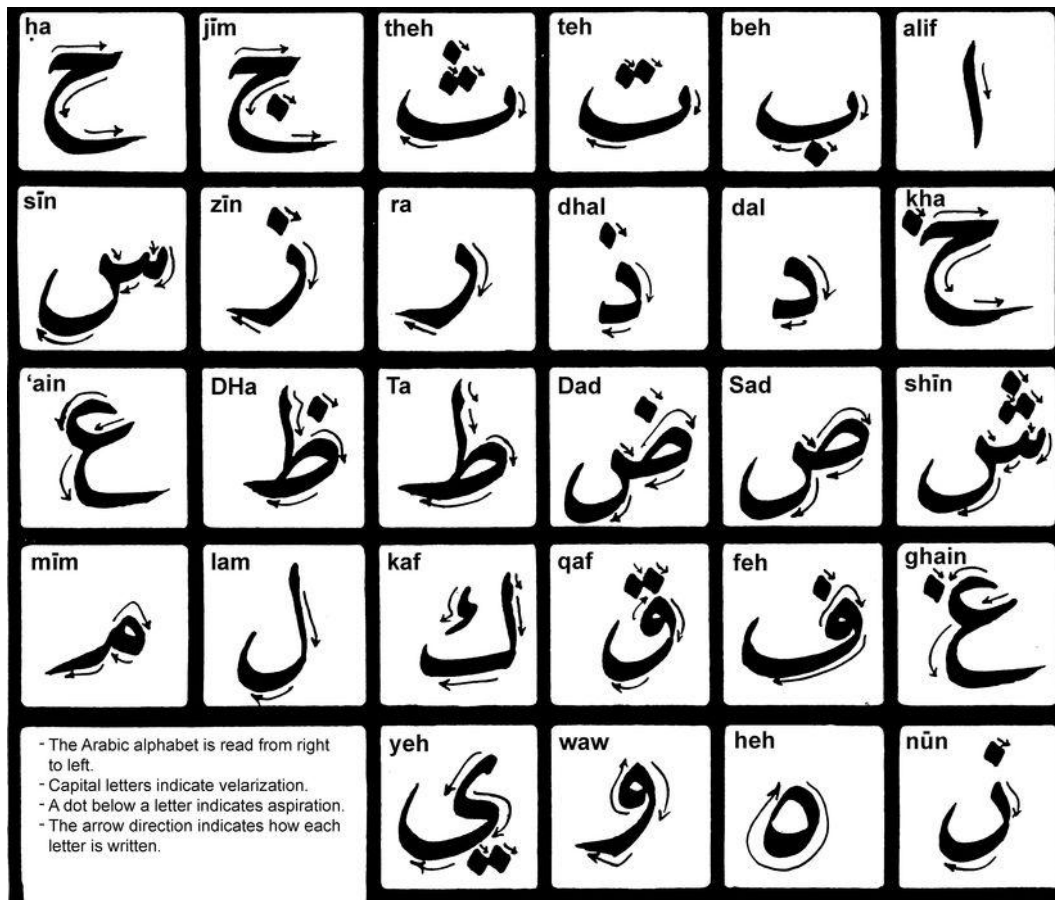 alif
ا
beh
ب
teh
ت
theh
ث
jīm
ج
ḥa
ح
kha
خ
dal
د
dhal
ذ
ra
ر
zīn
ز
sīn
س
shīn
ش
Sad
ص
Dad
ض
Ta
ط
DHa
ظ
‘ain
ع
ghain
غ
feh
ف
qaf
ق
kaf
ك
lam
ل
mīm
م
nūn
ن
heh
ه
waw
و
yeh
ي
- The Arabic alphabet is read from right
to left.
- Capital letters indicate velarization.
- A dot below a letter indicates aspiration.
- The arrow direction indicates how each
letter is written.